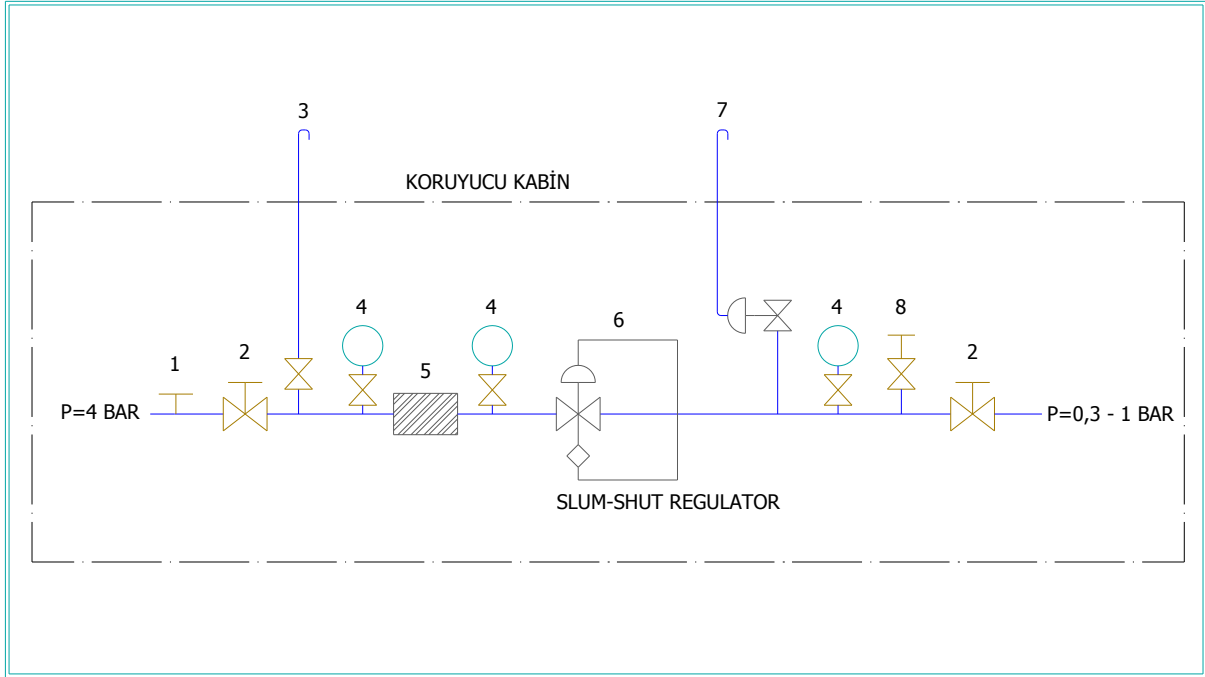 3
7
KORUYUCU KABİN
4
4
6
4
8
1
2
5
2
P=4 BAR
P=0,3 - 1 BAR
SLUM-SHUT REGULATOR